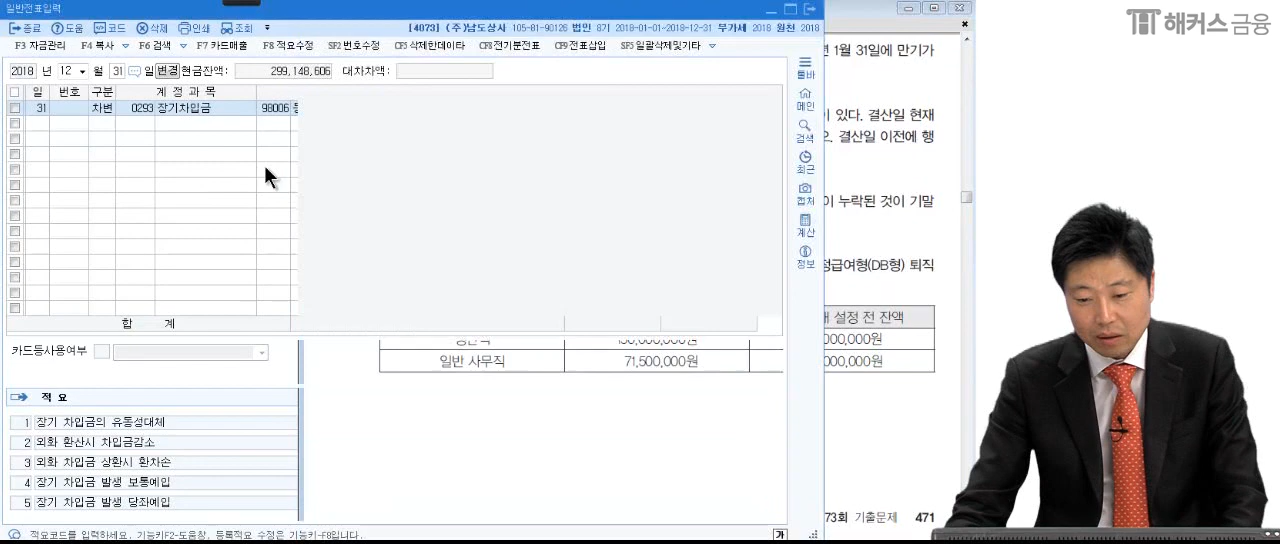 일반전표입력
해커스 금융
종료 도움 코드 삭제 인쇄 조회 [4073] (주)남도상사 105-81-90126 법인 8기 2018-01-01~2018-12-31 부가세 2018 원천 2018
F3 자금관리 F4 복사 F6 검색 F7 카드매출 F8 적요수정 SF2 번호수정 CF5 삭제한데이타 CF8 전기분전표 CF9 전표삽입 SF5 일괄삭제및기타
1월 31일에 만기가
2018 년 12 월 31 일 변경 현금잔액: 299,148,606 대차차액:
툴바
일 번호 구분 계 정 과 목
메인
31 차변 0293 장기차입금 98006
있다. 결산일 현재
검색
결산일 이전에 행
최근
캡처
이 누락된 것이 기말
계산
정보
급여형(DB형) 퇴직
설정 전 잔액
합 계
000,000원
카드등사용여부
일반 사무직 71,500,000원 000,000원
적 요
1 장기 차입금의 유동성대체
2 외화 환산시 차입금감소
3 외화 차입금 상환시 환차손
4 장기 차입금 발생 보통예입
5 장기 차입금 발생 당좌예입
73회 기출문제 471
적요코드를 입력하세요. 기능키F2-도움창, 등록적요 수정은 기능키-F8입니다. 가